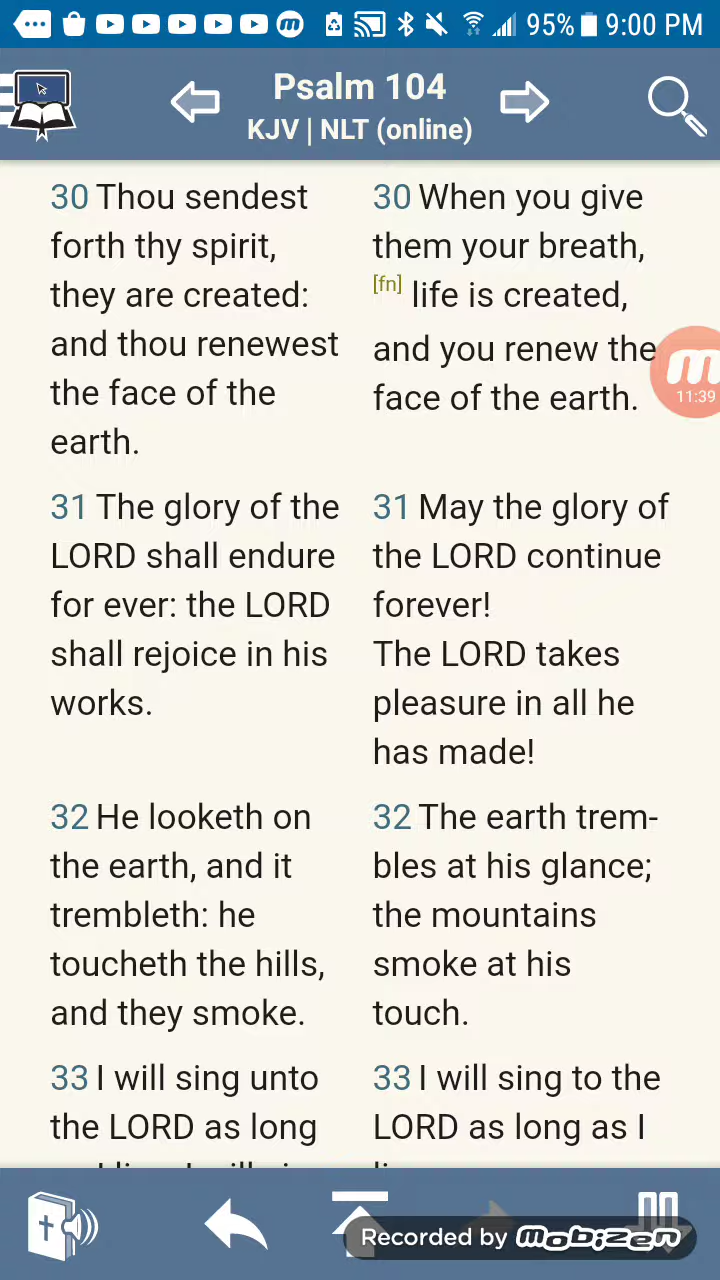 95% 9:00 PM
Psalm 104
KJV | NLT (online)
30 Thou sendest
forth thy spirit,
they are created:
and thou renewest
the face of the
earth.
30 When you give
them your breath,
[fn] life is created,
and you renew the
face of the earth.
11:39
31 The glory of the
LORD shall endure
for ever: the LORD
shall rejoice in his
works.
31 May the glory of
the LORD continue
forever!
The LORD takes
pleasure in all he
has made!
32 He looketh on
the earth, and it
trembleth: he
toucheth the hills,
and they smoke.
32 The earth trem-
bles at his glance;
the mountains
smoke at his
touch.
33 I will sing unto
the LORD as long
33 I will sing to the
LORD as long as I
Recorded by mobizen